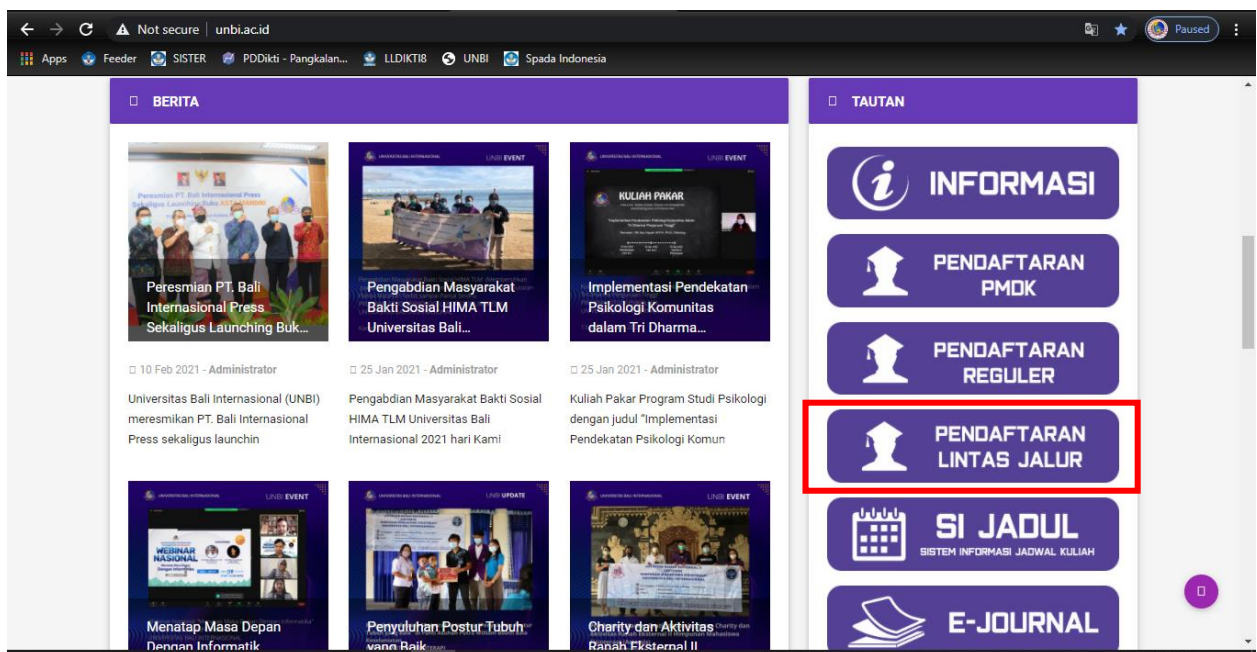 Not secure
unbi.ac.id
Paused
Apps
Feeder
SISTER
PDDikti - Pangkalan...
LLDIKTI8
UNBI
Spada Indonesia
BERITA
UNBI EVENT
Peresmian PT. Bali
Internasional Press
Sekaligus Launching Buk...
10 Feb 2021 - Administrator
Universitas Bali Internasional (UNBI)
meresmikan PT. Bali Internasional
Press sekaligus launchin
Pengabdian Masyarakat
Bakti Sosial HIMA TLM
Universitas Bali...
25 Jan 2021 - Administrator
Pengabdian Masyarakat Bakti Sosial
HIMA TLM Universitas Bali
Internasional 2021 hari Kami
UNBI EVENT
KULIAH PAKAR
Implementasi Pendekatan
Psikologi Komunitas
dalam Tri Dharma...
25 Jan 2021 - Administrator
Kuliah Pakar Program Studi Psikologi
dengan judul "Implementasi
Pendekatan Psikologi Komun
UNBI EVENT
WEBINAR
NASIONAL
Menatap Masa Depan
Dengan Informatik
UNBI UPDATE
Penyuluhan Postur Tubuh
yang Baik
UNBI EVENT
Charity dan Aktivitas
Ranah Eksternal II
TAUTAN
INFORMASI
PENDAFTARAN
PMDK
PENDAFTARAN
REGULER
PENDAFTARAN
LINTAS JALUR
SI JADUL
SISTEM INFORMASI JADWAL KULIAH
E-JOURNAL